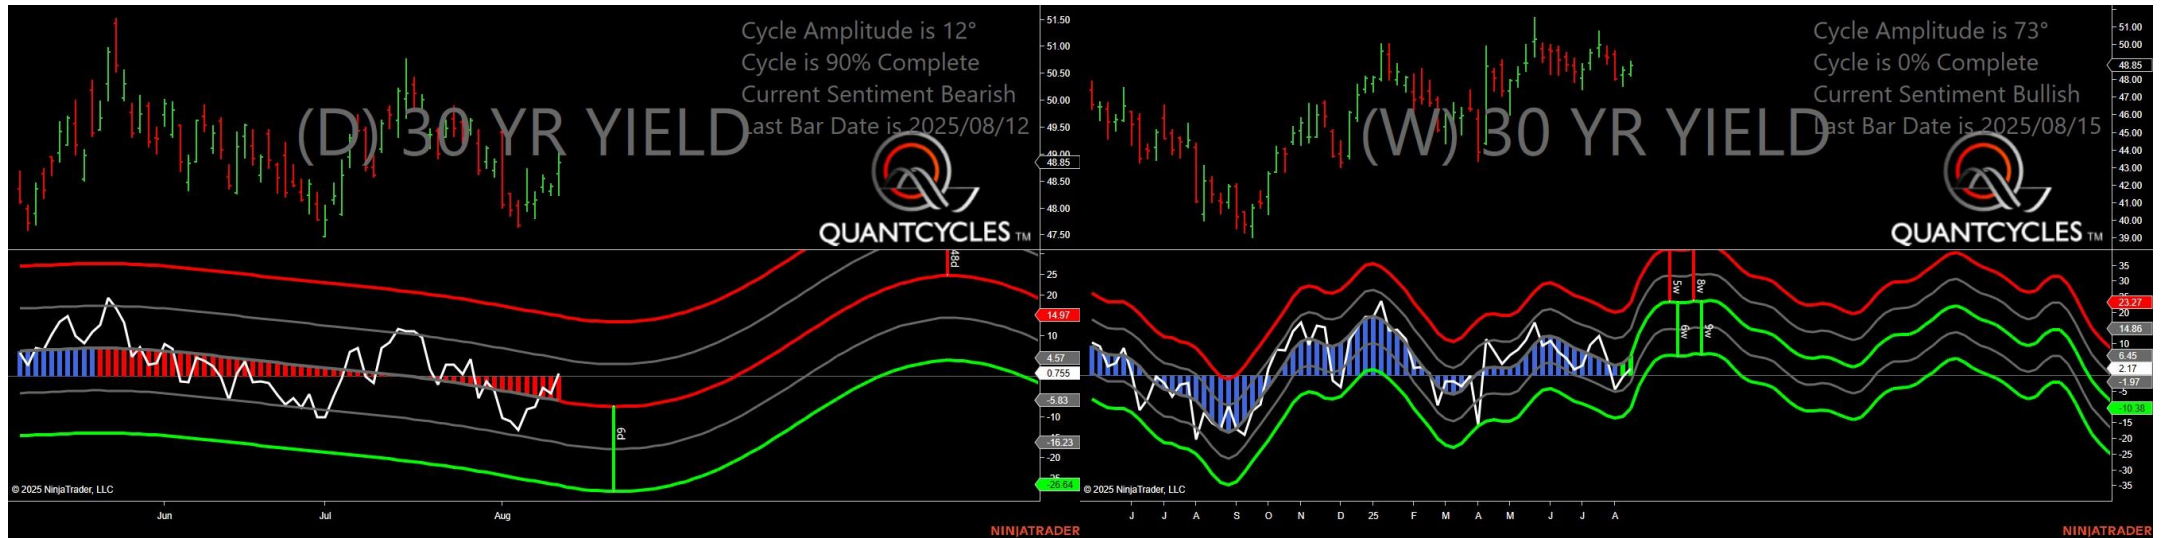 Cycle Amplitude is 12°
Cycle is 90% Complete
Current Sentiment Bearish
Last Bar Date is 2025/08/12
(D) 30 YR YIELD
QUANTCYCLES TM
51.50
51.00
50.50
50.00
49.50
49.00
48.85
48.50
48.00
47.50
48d
25
20
14.97
10
4.57
0.755
-5.83
-10
-16.23
-20
-26.64
6d
© 2025 NinjaTrader, LLC
Jun
Jul
Aug
NINJATRADER
Cycle Amplitude is 73°
Cycle is 0% Complete
Current Sentiment Bullish
Last Bar Date is 2025/08/15
(W) 30 YR YIELD
QUANTCYCLES TM
51.00
50.00
48.85
48.00
47.00
46.00
45.00
44.00
43.00
42.00
41.00
40.00
39.00
5w
8w
6w
9w
35
30
23.27
20
14.86
10
6.45
2.17
-1.97
-5
-10.38
-15
-20
-25
-30
-35
© 2025 NinjaTrader, LLC
J
J
A
S
O
N
D
25
F
M
A
M
J
J
A
NINJATRADER